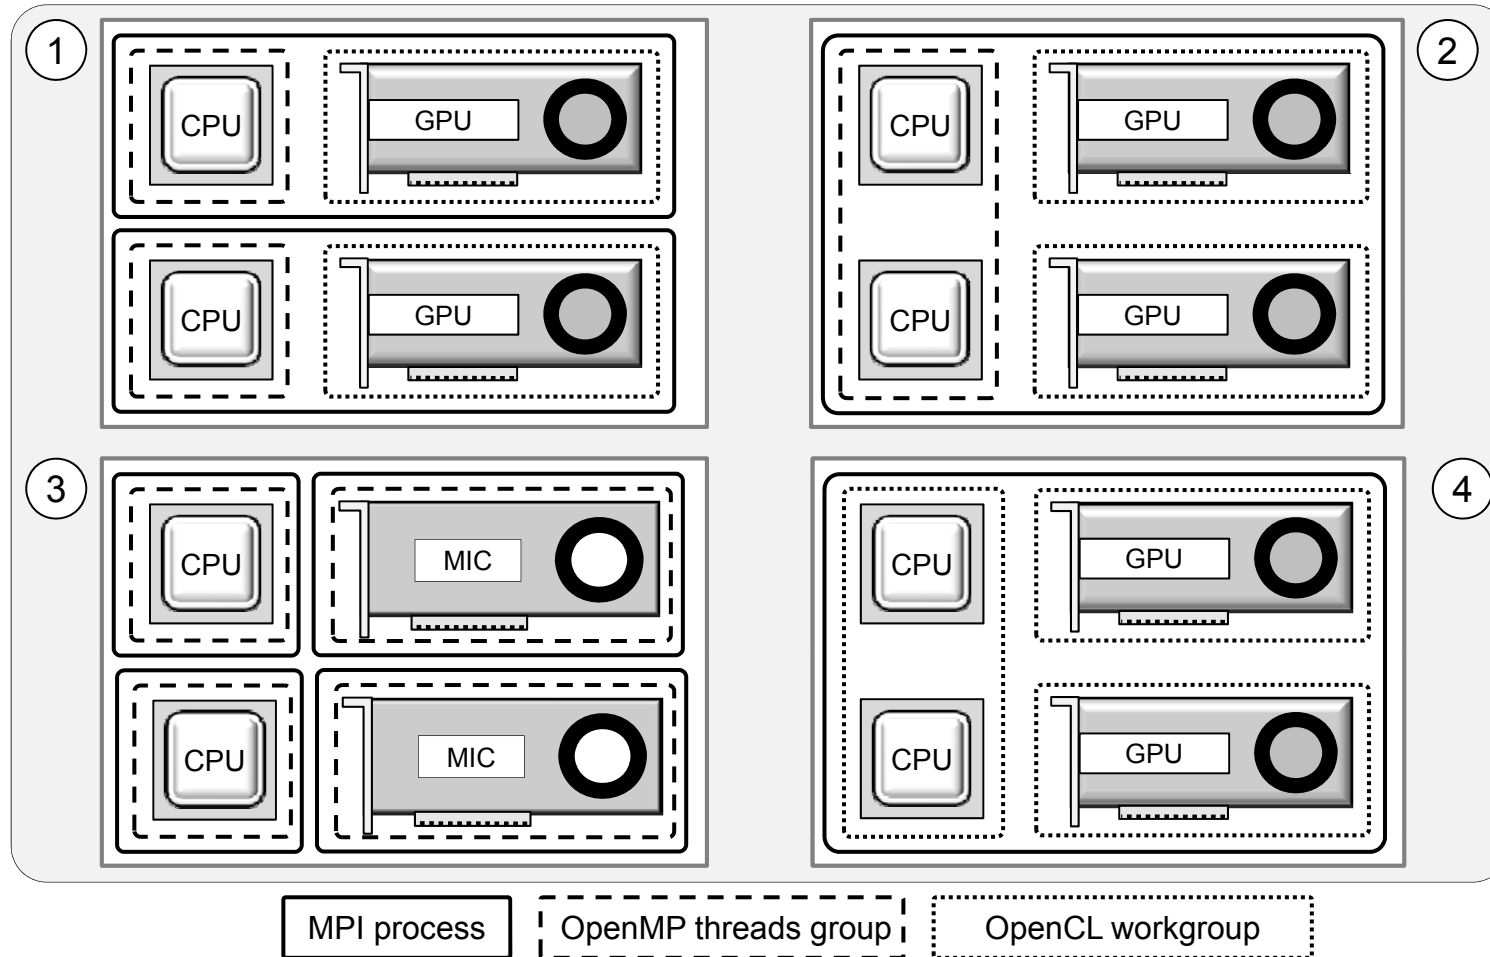 1
CPU
GPU
CPU
GPU
2
CPU
GPU
CPU
GPU
3
CPU
MIC
CPU
MIC
4
CPU
GPU
CPU
GPU
MPI process
OpenMP threads group
OpenCL workgroup